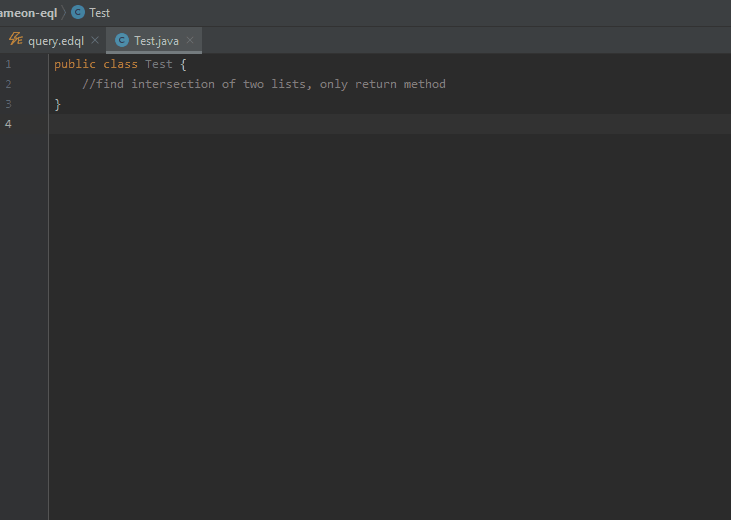 ameon-eql 〉 C Test
query.edql × C Test.java ×
1 public class Test {
2 //find intersection of two lists, only return method
3 }
4